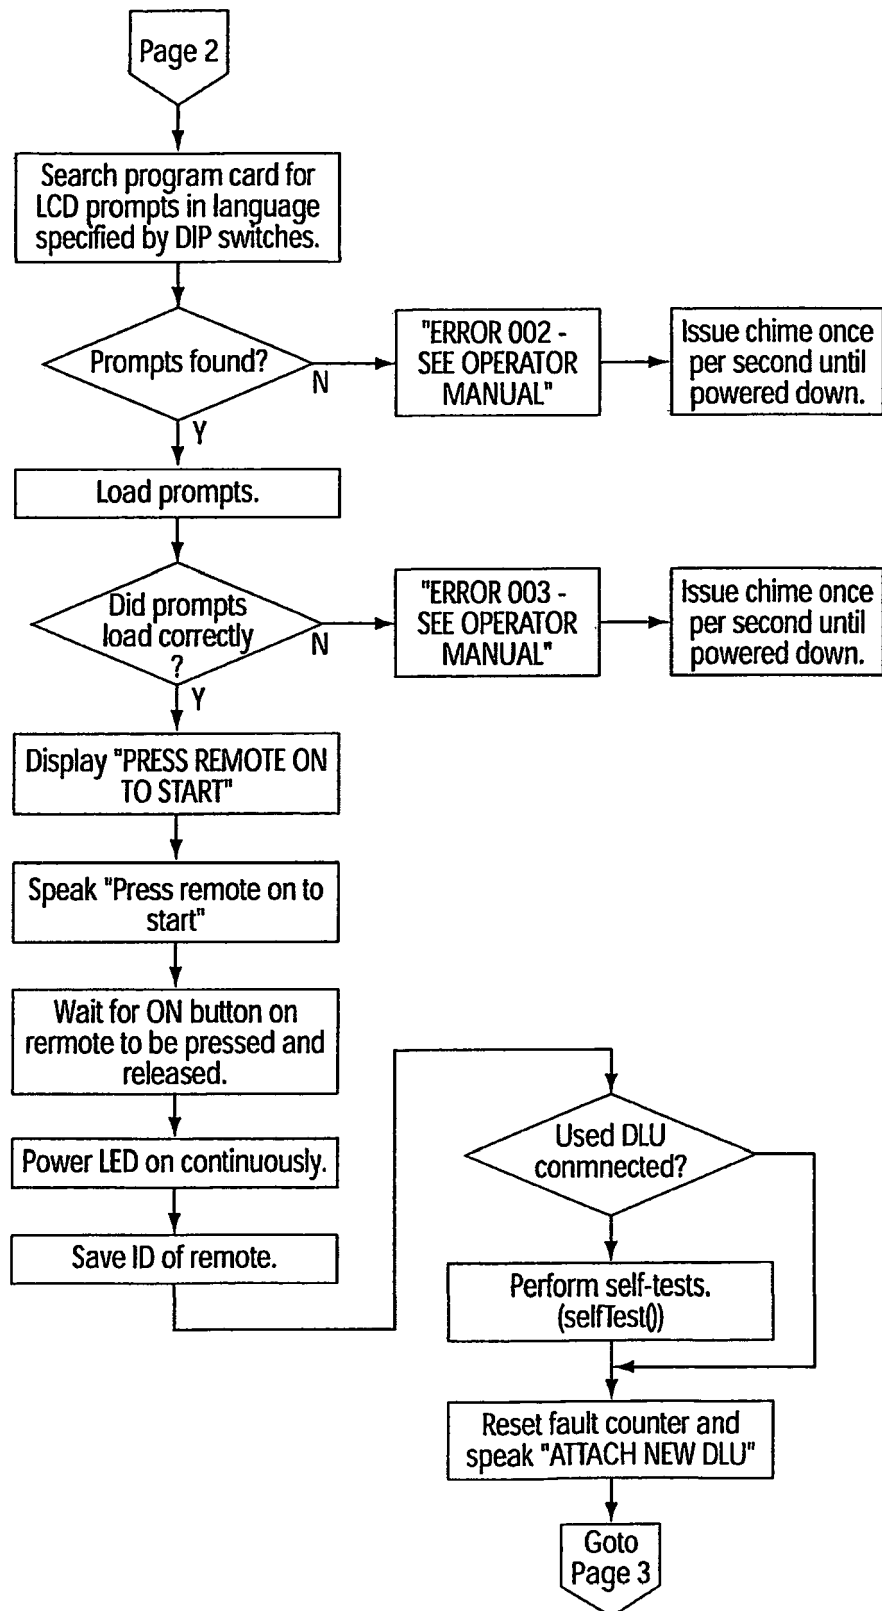 Page 2
Search program card for
LCD prompts in language
specified by DIP switches.
Prompts found?
N
"ERROR 002 -
SEE OPERATOR
MANUAL"
Issue chime once
per second until
powered down.
Y
Load prompts.
Did prompts
load correctly
?
N
"ERROR 003 -
SEE OPERATOR
MANUAL"
Issue chime once
per second until
powered down.
Y
Display "PRESS REMOTE ON
TO START"
Speak "Press remote on to
start"
Wait for ON button on
rermote to be pressed and
released.
Power LED on continuously.
Save ID of remote.
Used DLU
conmnected?
Perform self-tests.
(selfTest())
Reset fault counter and
speak "ATTACH NEW DLU"
Goto
Page 3